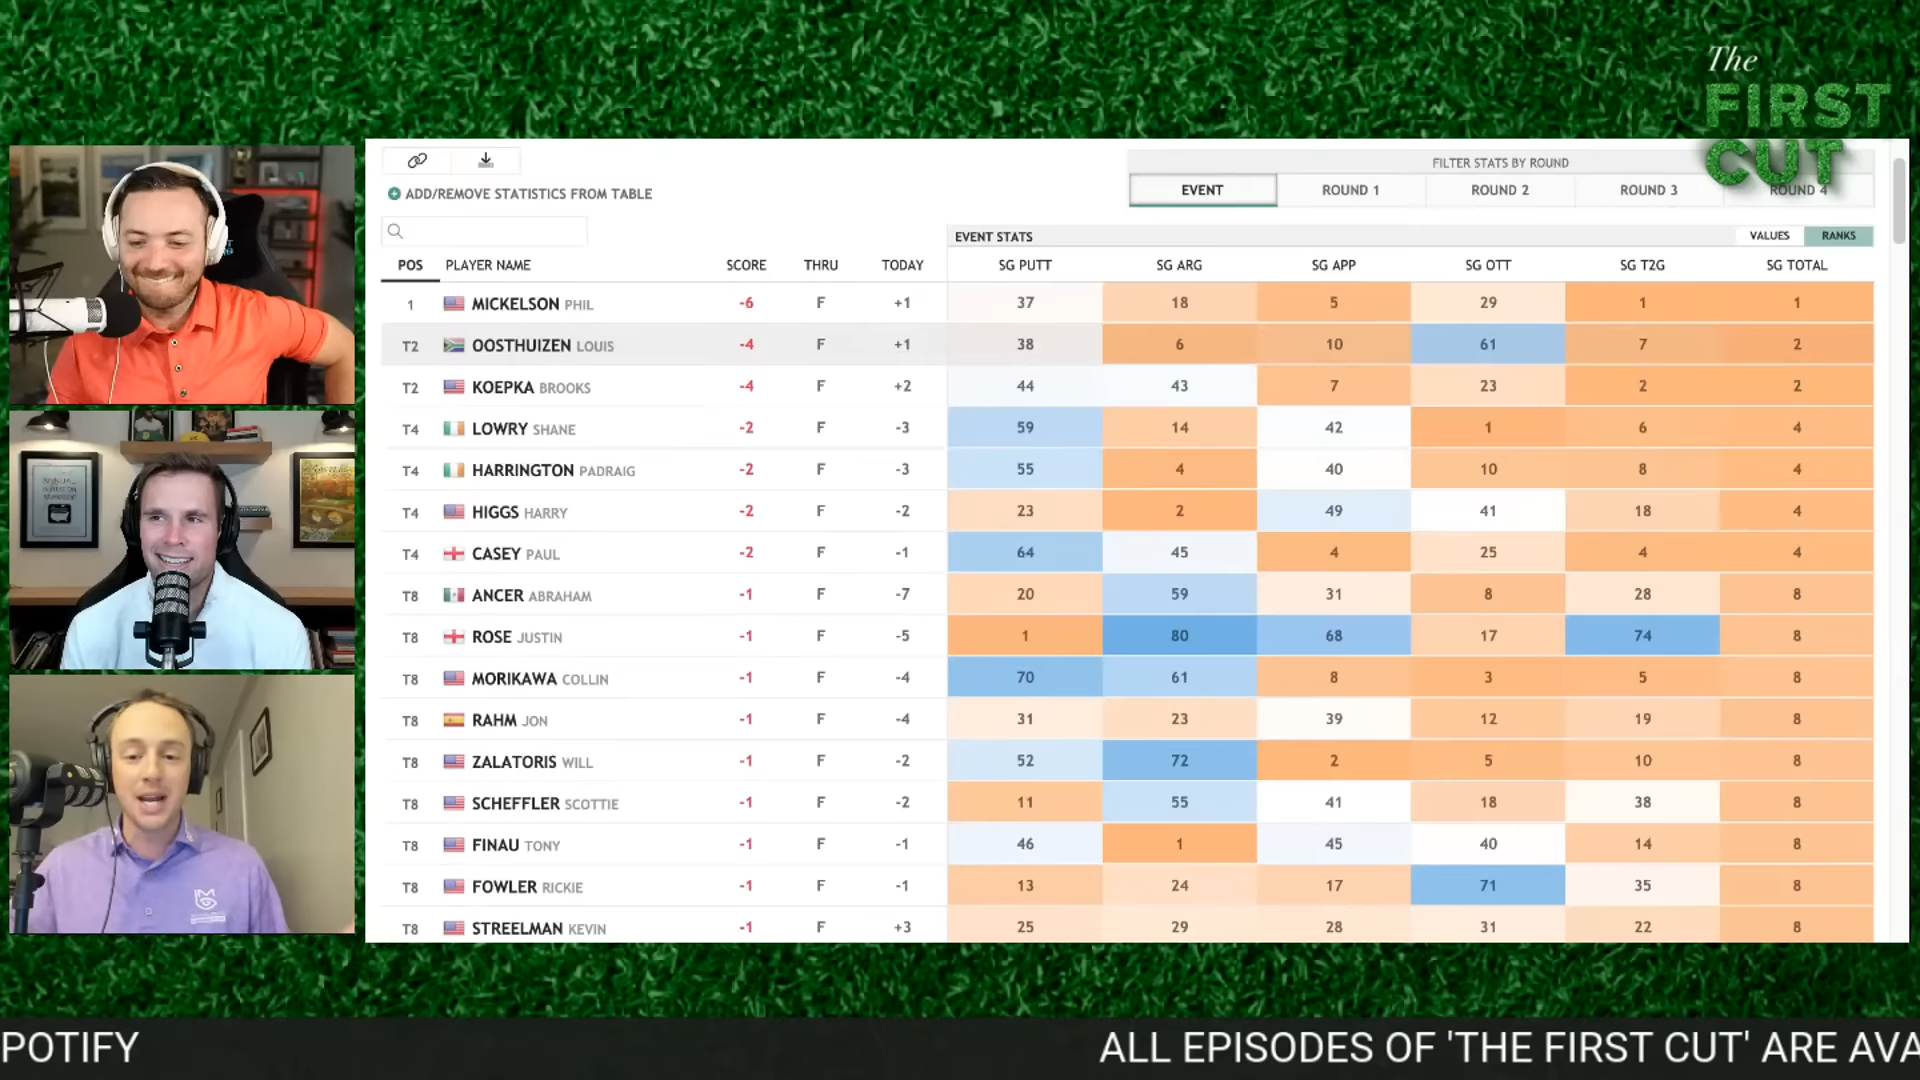 The
FIRST
CUT
FILTER STATS BY ROUND
EVENT ROUND 1 ROUND 2 ROUND 3 ROUND 4
ADD/REMOVE STATISTICS FROM TABLE
EVENT STATS VALUES RANKS
POS PLAYER NAME SCORE THRU TODAY SG PUTT SG ARG SG APP SG OTT SG T2G SG TOTAL
1 MICKELSON PHIL -6 F +1 37 18 5 29 1 1
T2 OOSTHUIZEN LOUIS -4 F +1 38 6 10 61 7 2
T2 KOEPKA BROOKS -4 F +2 44 43 7 23 2 2
T4 LOWRY SHANE -2 F -3 59 14 42 1 6 4
T4 HARRINGTON PADRAIG -2 F -3 55 4 40 10 8 4
T4 HIGGS HARRY -2 F -2 23 2 49 41 18 4
T4 CASEY PAUL -2 F -1 64 45 4 25 4 4
T8 ANCER ABRAHAM -1 F -7 20 59 31 8 28 8
T8 ROSE JUSTIN -1 F -5 1 80 68 17 74 8
T8 MORIKAWA COLLIN -1 F -4 70 61 8 3 5 8
T8 RAHM JON -1 F -4 31 23 39 12 19 8
T8 ZALATORIS WILL -1 F -2 52 72 2 5 10 8
T8 SCHEFFLER SCOTTIE -1 F -2 11 55 41 18 38 8
T8 FINAU TONY -1 F -1 46 1 45 40 14 8
T8 FOWLER RICKIE -1 F -1 13 24 17 71 35 8
T8 STREELMAN KEVIN -1 F +3 25 29 28 31 22 8
POTIFY ALL EPISODES OF 'THE FIRST CUT' ARE AVA